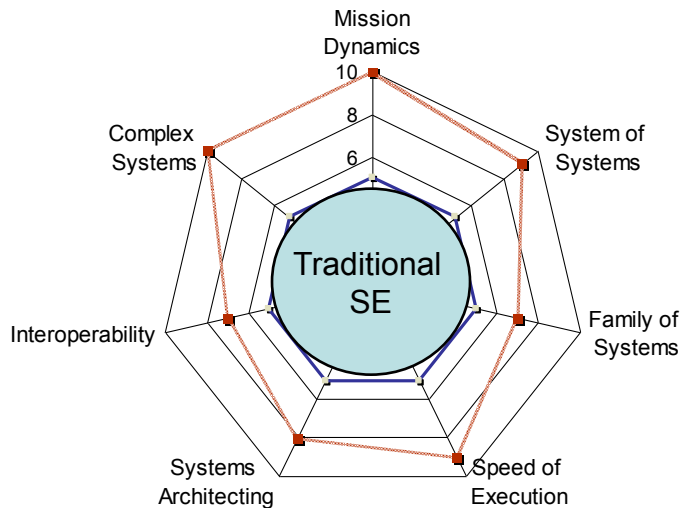 Mission
Dynamics
10
8
6
Complex
Systems
System of
Systems
Traditional
SE
Interoperability
Family of
Systems
Systems
Architecting
Speed of
Execution